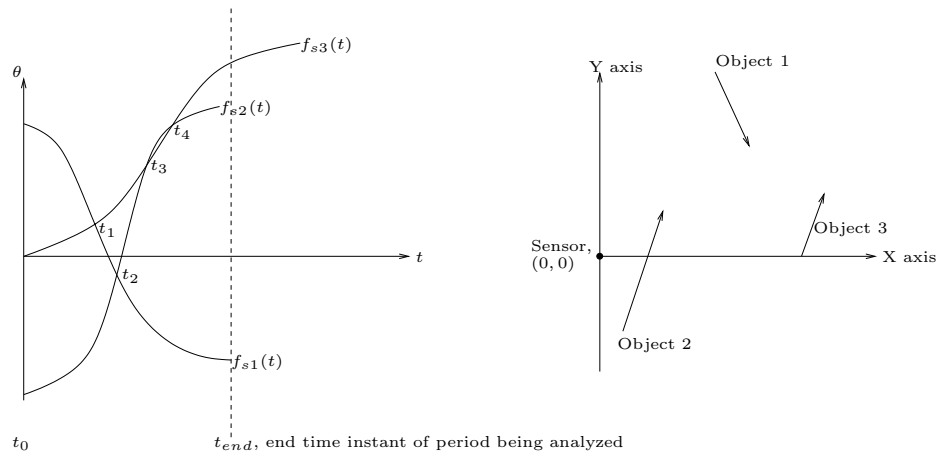 θ
f_{s3}(t)
f_{s2}(t)
t_4
t_3
t_1
t
t_2
f_{s1}(t)
t_0
t_{end}, end time instant of period being analyzed
Object 1
Y axis
Object 3
Sensor,
(0, 0)
X axis
Object 2